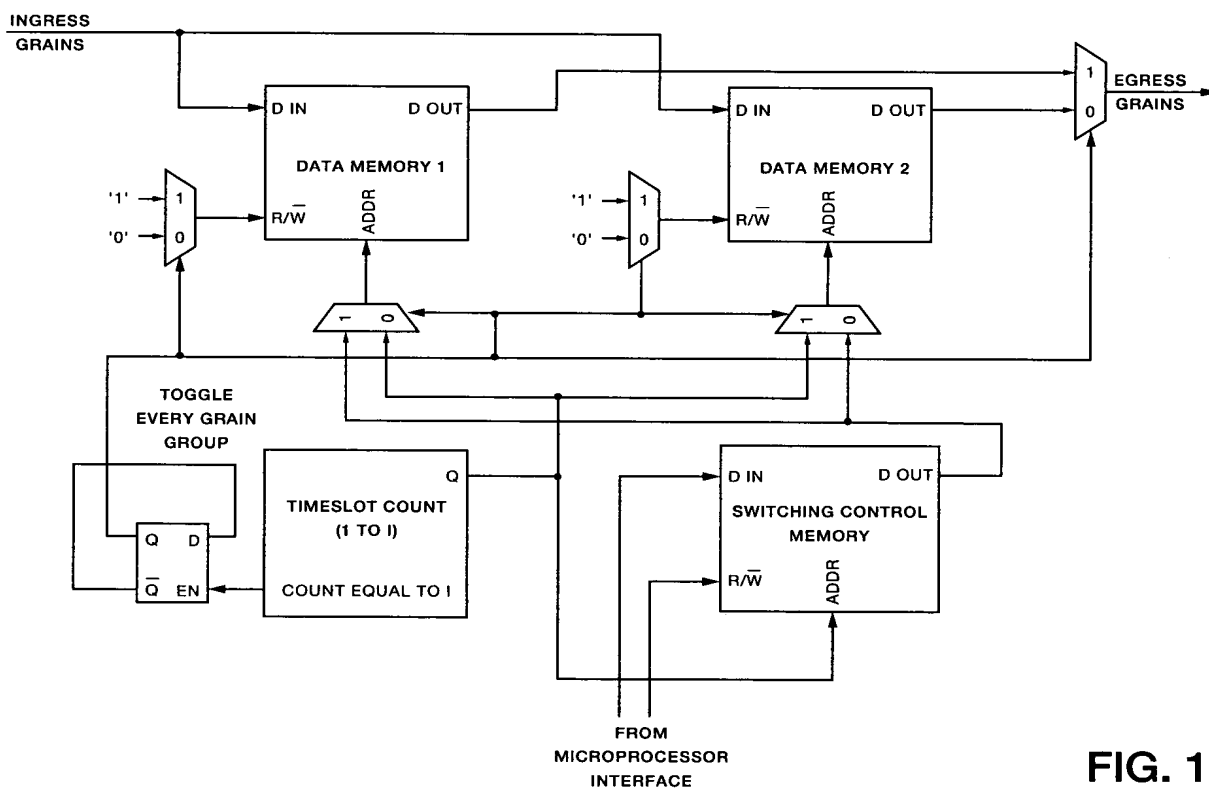 INGRESS
GRAINS
D IN
D OUT
DATA MEMORY 1
R/W̅
ADDR
'1'
'0'
1
0
D IN
D OUT
DATA MEMORY 2
R/W̅
ADDR
'1'
'0'
1
0
1
0
EGRESS
GRAINS
1
0
1
0
TOGGLE
EVERY GRAIN
GROUP
Q
D
Q̅
EN
Q
TIMESLOT COUNT
(1 TO I)
COUNT EQUAL TO I
D IN
D OUT
SWITCHING CONTROL
MEMORY
R/W̅
ADDR
FROM
MICROPROCESSOR
INTERFACE
FIG. 1